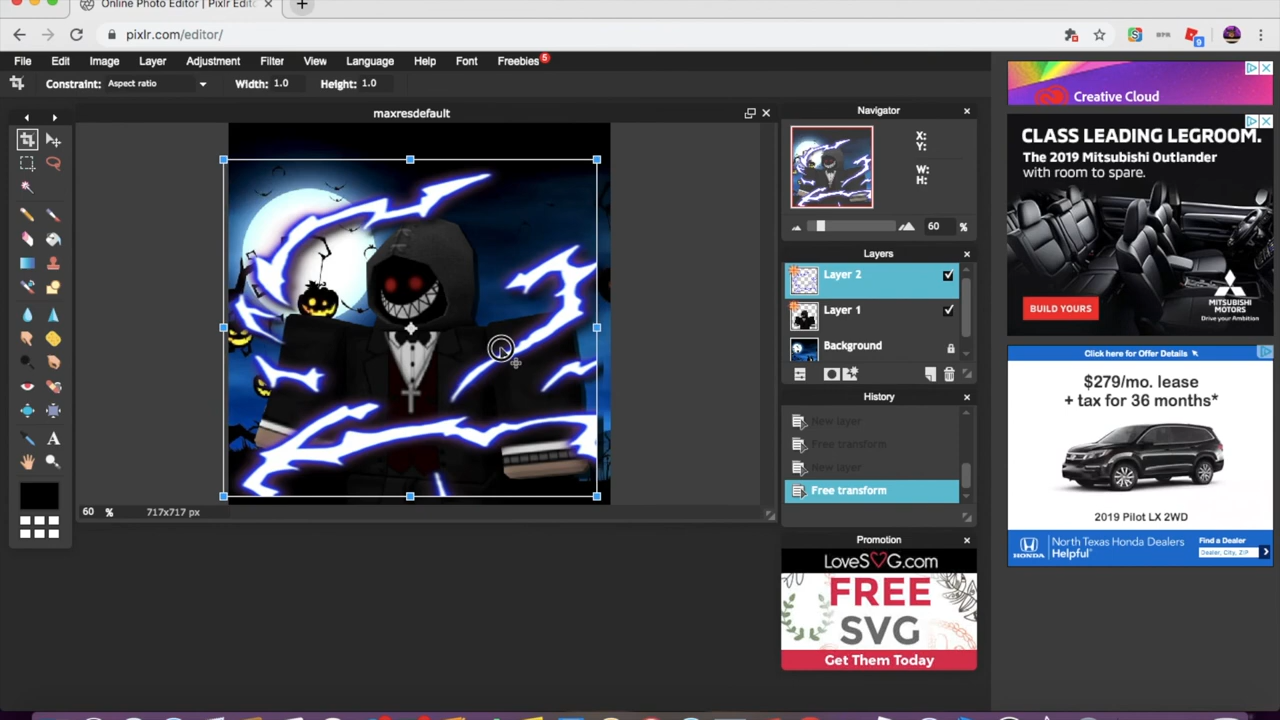 Online Photo Editor | Pixlr Edito
pixlr.com/editor/
9
File Edit Image Layer Adjustment Filter View Language Help Font Freebies 5
Constraint: Aspect ratio Width: 1.0 Height: 1.0
maxresdefault
60 % 717x717 px
A
Navigator
X:
Y:
W:
H:
60 %
Layers
Layer 2
Layer 1
Background
History
New layer
Free transform
New layer
Free transform
Promotion
LoveSVG.com
FREE
SVG
Get Them Today
Creative Cloud
CLASS LEADING LEGROOM.
The 2019 Mitsubishi Outlander
with room to spare.
BUILD YOURS
MITSUBISHI
MOTORS
Drive your Ambition
Click here for Offer Details
$279/mo. lease
+ tax for 36 months*
2019 Pilot LX 2WD
HONDA
North Texas Honda Dealers
Helpful®
Find a Dealer
Dealer, City, ZIP